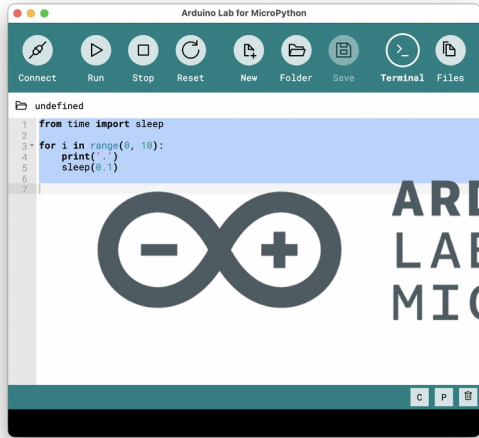 Arduino Lab for MicroPython
Connect Run Stop Reset New Folder Save Terminal Files
undefined
1 from time import sleep
2
3 for i in range(0, 10):
4     print('.')
5     sleep(0.1)
6
7
ARD
LAB
MIC
C P